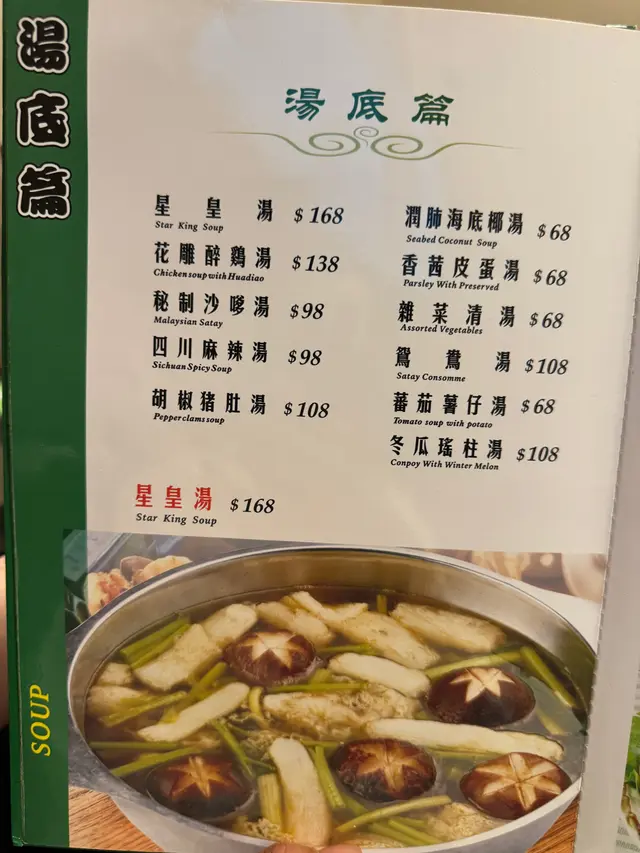 湯底篇
湯底篇
星皇湯 $168
Star King Soup
花雕醉鷄湯 $138
Chicken soup with Huadiao
秘制沙嗲湯 $98
Malaysian Satay
四川麻辣湯 $98
Sichuan Spicy Soup
胡椒猪肚湯 $108
Pepper clams soup
潤肺海底椰湯 $68
Seabed Coconut Soup
香茜皮蛋湯 $68
Parsley With Preserved
雜菜清湯 $68
Assorted Vegetables
鴛鴦湯 $108
Satay Consomme
蕃茄薯仔湯 $68
Tomato soup with potato
冬瓜瑤柱湯 $108
Conpoy With Winter Melon
星皇湯 $168
Star King Soup
SOUP